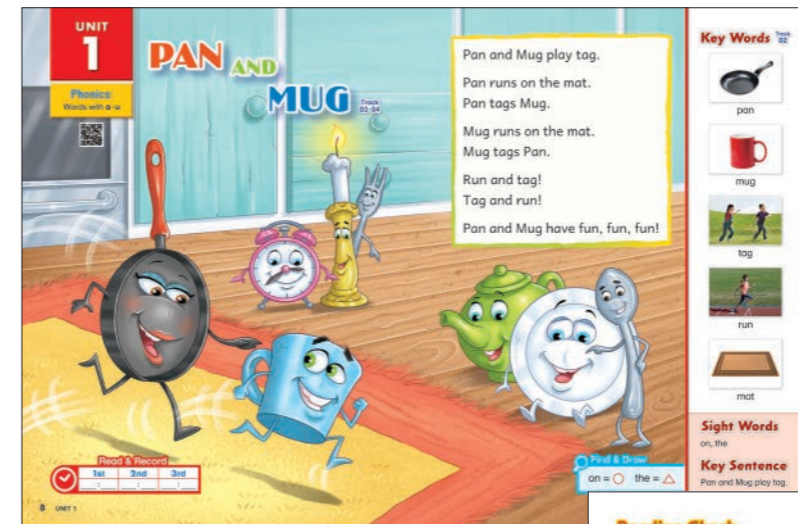 UNIT
1
Phonics:
Words with a-u
PAN AND
MUG
Track
03-04
Pan and Mug play tag.
Pan runs on the mat.
Pan tags Mug.
Mug runs on the mat.
Mug tags Pan.
Run and tag!
Tag and run!
Pan and Mug have fun, fun, fun!
Read & Record
1st 2nd 3rd
: : :
Find & Draw
on = ○ the = △
8 UNIT 1
Key Words
Track
02
pan
mug
tag
run
mat
Sight Words
on, the
Key Sentence
Pan and Mug play tag.